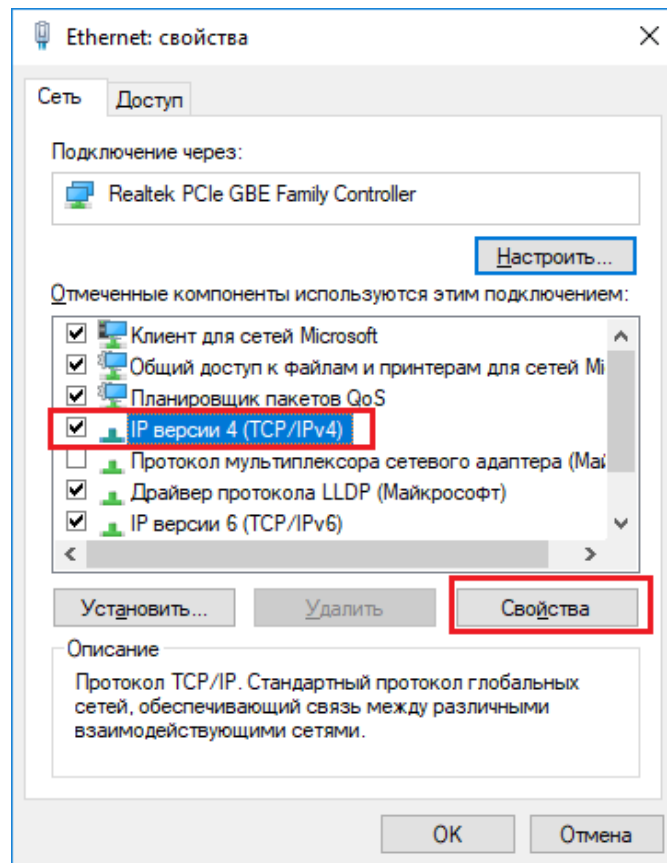 Ethernet: свойства
Сеть
Доступ
Подключение через:
Realtek PCIe GBE Family Controller
Настроить...
Отмеченные компоненты используются этим подключением:
Клиент для сетей Microsoft
Общий доступ к файлам и принтерам для сетей Mi
Планировщик пакетов QoS
IP версии 4 (TCP/IPv4)
Протокол мультиплексора сетевого адаптера (Май
Драйвер протокола LLDP (Майкрософт)
IP версии 6 (TCP/IPv6)
Установить...
Удалить
Свойства
Описание
Протокол TCP/IP. Стандартный протокол глобальных
сетей, обеспечивающий связь между различными
взаимодействующими сетями.
OK
Отмена